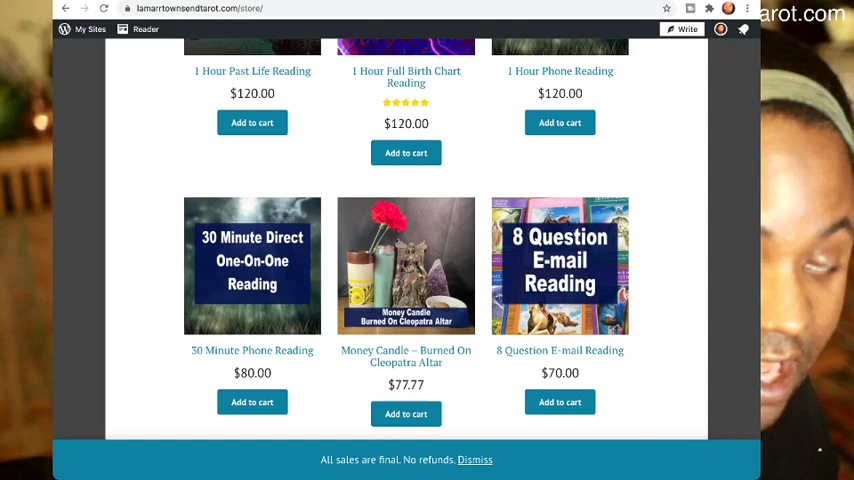 lamarrtownsendtarot.com/store/
arot.com
My Sites
Reader
Write
1 Hour Past Life Reading
$120.00
Add to cart
1 Hour Full Birth Chart
Reading
$120.00
Add to cart
1 Hour Phone Reading
$120.00
Add to cart
30 Minute Direct
One-On-One
Reading
30 Minute Phone Reading
$80.00
Add to cart
Money Candle
Burned On Cleopatra Altar
Money Candle – Burned On
Cleopatra Altar
$77.77
Add to cart
8 Question
E-mail
Reading
8 Question E-mail Reading
$70.00
Add to cart
All sales are final. No refunds. Dismiss